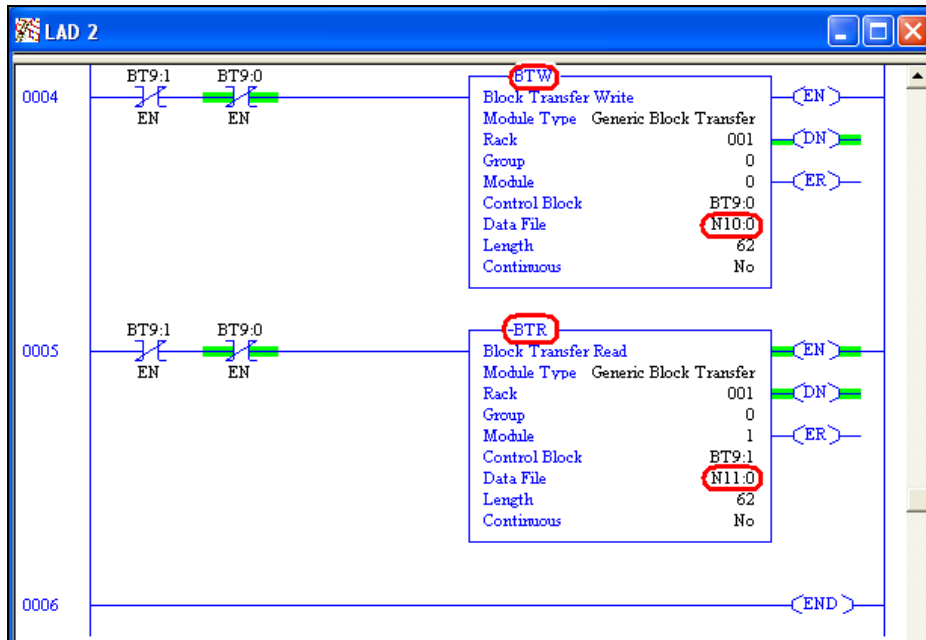 LAD 2
BT9:1 BT9:0 BTW
0004 Block Transfer Write EN
EN EN Module Type Generic Block Transfer
Rack 001 DN
Group 0
Module 0 ER
Control Block BT9:0
Data File N10:0
Length 62
Continuous No
BT9:1 BT9:0 BTR
0005 Block Transfer Read EN
EN EN Module Type Generic Block Transfer
Rack 001 DN
Group 0
Module 1 ER
Control Block BT9:1
Data File N11:0
Length 62
Continuous No
0006 END